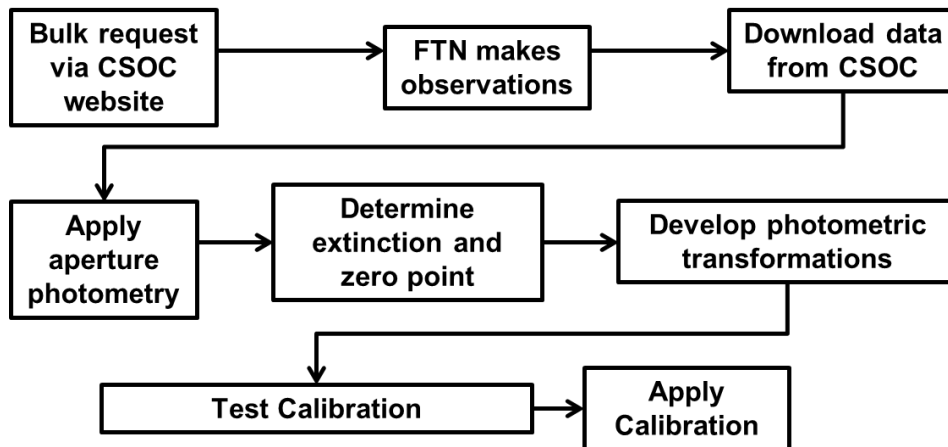 Bulk request
via CSOC
website
FTN makes
observations
Download data
from CSOC
Apply
aperture
photometry
Determine
extinction and
zero point
Develop photometric
transformations
Test Calibration
Apply
Calibration